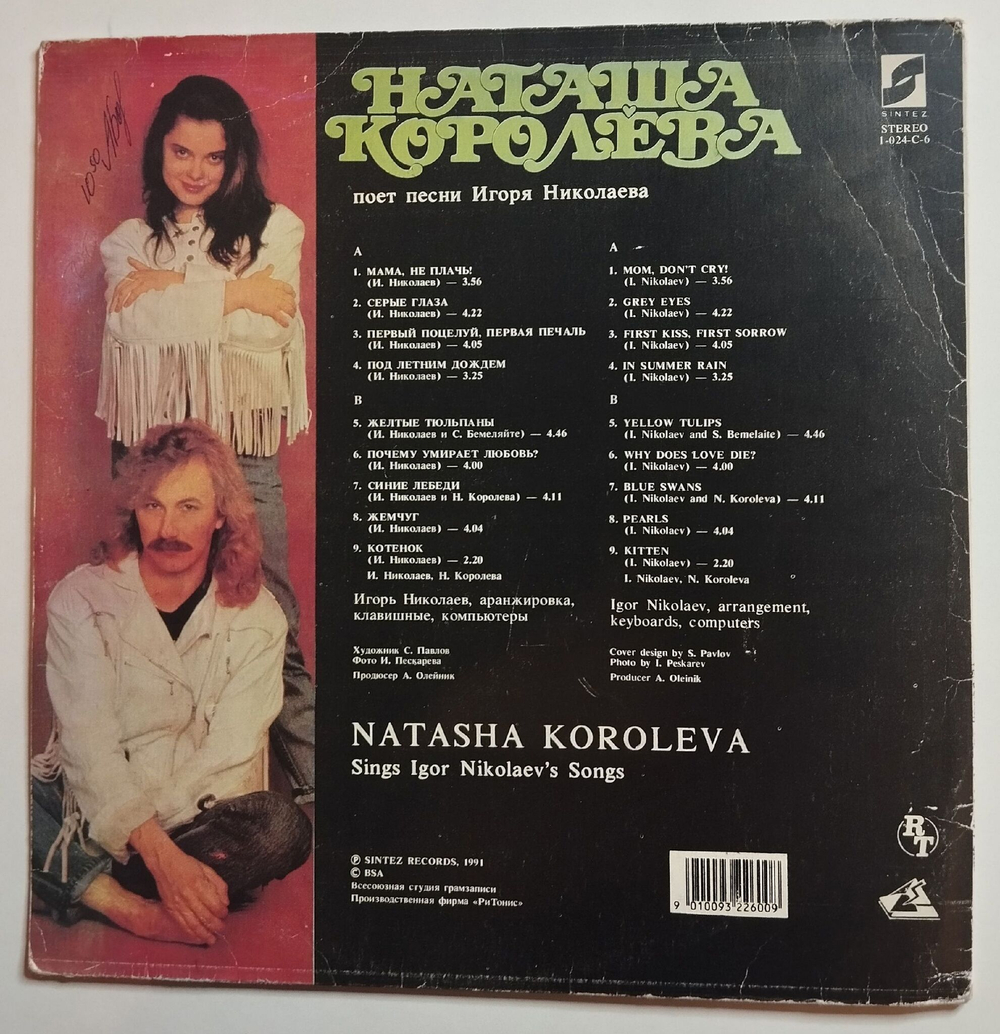 НАТАША
КОРОЛЁВА
поет песни Игоря Николаева
SINTEZ
STEREO
1-024-C-6
А
1. МАМА, НЕ ПЛАЧЬ!
(И. Николаев) — 3.56
2. СЕРЫЕ ГЛАЗА
(И. Николаев) — 4.22
3. ПЕРВЫЙ ПОЦЕЛУЙ, ПЕРВАЯ ПЕЧАЛЬ
(И. Николаев) — 4.05
4. ПОД ЛЕТНИМ ДОЖДЕМ
(И. Николаев) — 3.25
В
5. ЖЕЛТЫЕ ТЮЛЬПАНЫ
(И. Николаев и С. Бемеляйте) — 4.46
6. ПОЧЕМУ УМИРАЕТ ЛЮБОВЬ?
(И. Николаев) — 4.00
7. СИНИЕ ЛЕБЕДИ
(И. Николаев и Н. Королева) — 4.11
8. ЖЕМЧУГ
(И. Николаев) — 4.04
9. КОТЕНОК
(И. Николаев) — 2.20
И. Николаев, Н. Королева
Игорь Николаев, аранжировка,
клавишные, компьютеры
Художник С. Павлов
Фото И. Пескарева
Продюсер А. Олейник
A
1. MOM, DON'T CRY!
(I. Nikolaev) — 3.56
2. GREY EYES
(I. Nikolaev) — 4.22
3. FIRST KISS, FIRST SORROW
(I. Nikolaev) — 4.05
4. IN SUMMER RAIN
(I. Nikolaev) — 3.25
B
5. YELLOW TULIPS
(I. Nikolaev and S. Bemelaite) — 4.46
6. WHY DOES LOVE DIE?
(I. Nikolaev) — 4.00
7. BLUE SWANS
(I. Nikolaev and N. Koroleva) — 4.11
8. PEARLS
(I. Nikolaev) — 4.04
9. KITTEN
(I. Nikolaev) — 2.20
I. Nikolaev, N. Koroleva
Igor Nikolaev, arrangement,
keyboards, computers
Cover design by S. Pavlov
Photo by I. Peskarev
Producer A. Oleinik
NATASHA KOROLEVA
Sings Igor Nikolaev's Songs
℗ SINTEZ RECORDS, 1991
© BSA
Всесоюзная студия грамзаписи
Производственная фирма «РиТонис»
9 010093 226009
RT